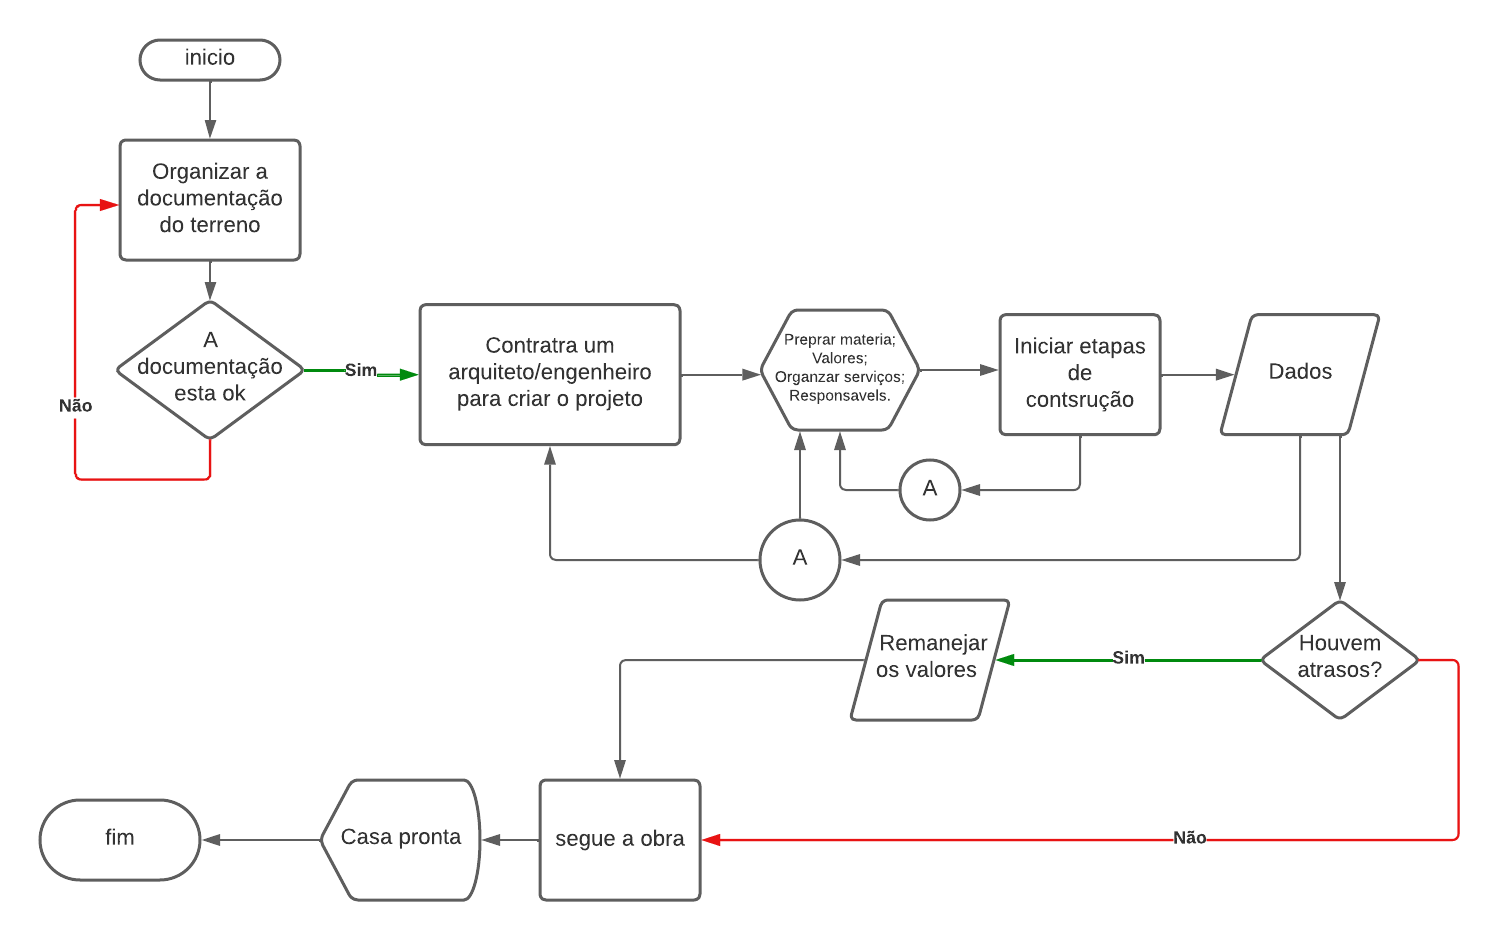 inicio
Organizar a
documentação
do terreno
A
documentação
esta ok
Sim
Não
Contratra um
arquiteto/engenheiro
para criar o projeto
Preprar materia;
Valores;
Organzar serviços;
Responsavels.
Iniciar etapas
de
contsrução
Dados
A
A
Houvem
atrasos?
Sim
Remanejar
os valores
Não
segue a obra
Casa pronta
fim